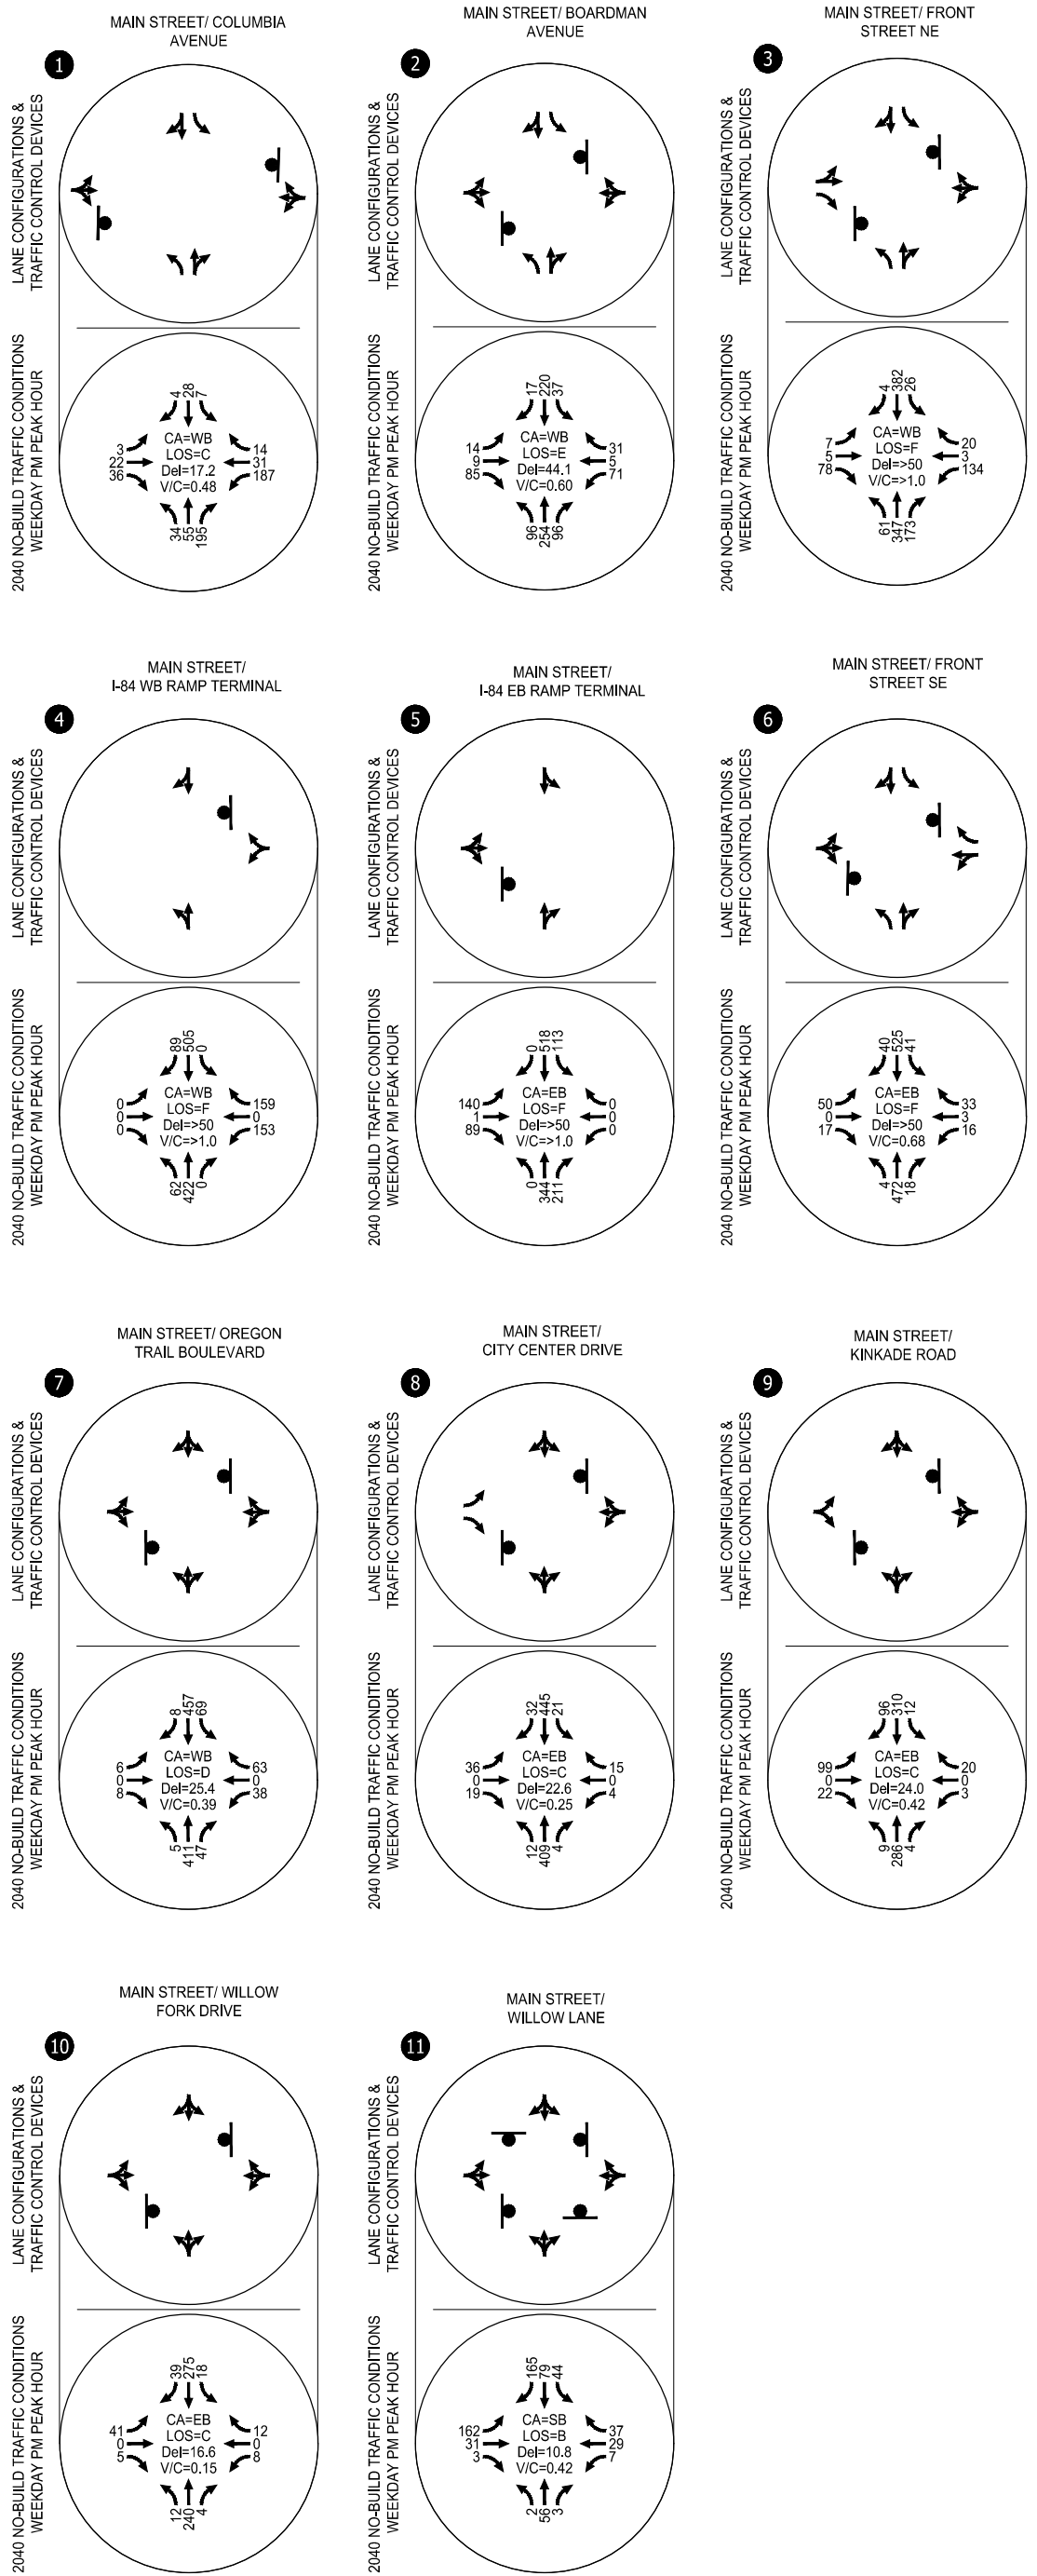 MAIN STREET/ COLUMBIA
AVENUE
1
LANE CONFIGURATIONS &
TRAFFIC CONTROL DEVICES
2040 NO-BUILD TRAFFIC CONDITIONS
WEEKDAY PM PEAK HOUR
4 28 7
3
22
36
CA=WB
LOS=C
Del=17.2
V/C=0.48
14
31
187
34 55 195
MAIN STREET/ BOARDMAN
AVENUE
2
LANE CONFIGURATIONS &
TRAFFIC CONTROL DEVICES
2040 NO-BUILD TRAFFIC CONDITIONS
WEEKDAY PM PEAK HOUR
17 220 37
14
9
85
CA=WB
LOS=E
Del=44.1
V/C=0.60
31
5
71
96 254 96
MAIN STREET/ FRONT
STREET NE
3
LANE CONFIGURATIONS &
TRAFFIC CONTROL DEVICES
2040 NO-BUILD TRAFFIC CONDITIONS
WEEKDAY PM PEAK HOUR
4 382 26
7
5
78
CA=WB
LOS=F
Del=>50
V/C=>1.0
20
3
134
61 347 173
MAIN STREET/
I-84 WB RAMP TERMINAL
4
LANE CONFIGURATIONS &
TRAFFIC CONTROL DEVICES
2040 NO-BUILD TRAFFIC CONDITIONS
WEEKDAY PM PEAK HOUR
89 505 0
0
0
0
CA=WB
LOS=F
Del=>50
V/C=>1.0
159
0
153
62 422 0
MAIN STREET/
I-84 EB RAMP TERMINAL
5
LANE CONFIGURATIONS &
TRAFFIC CONTROL DEVICES
2040 NO-BUILD TRAFFIC CONDITIONS
WEEKDAY PM PEAK HOUR
0 518 113
140
1
89
CA=EB
LOS=F
Del=>50
V/C=>1.0
0
0
0
0 344 211
MAIN STREET/ FRONT
STREET SE
6
LANE CONFIGURATIONS &
TRAFFIC CONTROL DEVICES
2040 NO-BUILD TRAFFIC CONDITIONS
WEEKDAY PM PEAK HOUR
40 525 41
50
0
17
CA=EB
LOS=F
Del=>50
V/C=0.68
33
3
16
4 472 18
MAIN STREET/ OREGON
TRAIL BOULEVARD
7
LANE CONFIGURATIONS &
TRAFFIC CONTROL DEVICES
2040 NO-BUILD TRAFFIC CONDITIONS
WEEKDAY PM PEAK HOUR
8 457 69
6
0
8
CA=WB
LOS=D
Del=25.4
V/C=0.39
63
0
38
5 411 47
MAIN STREET/
CITY CENTER DRIVE
8
LANE CONFIGURATIONS &
TRAFFIC CONTROL DEVICES
2040 NO-BUILD TRAFFIC CONDITIONS
WEEKDAY PM PEAK HOUR
32 445 21
36
0
19
CA=EB
LOS=C
Del=22.6
V/C=0.25
15
0
4
12 409 4
MAIN STREET/
KINKADE ROAD
9
LANE CONFIGURATIONS &
TRAFFIC CONTROL DEVICES
2040 NO-BUILD TRAFFIC CONDITIONS
WEEKDAY PM PEAK HOUR
96 310 12
99
0
22
CA=EB
LOS=C
Del=24.0
V/C=0.42
20
0
3
9 286 4
MAIN STREET/ WILLOW
FORK DRIVE
10
LANE CONFIGURATIONS &
TRAFFIC CONTROL DEVICES
2040 NO-BUILD TRAFFIC CONDITIONS
WEEKDAY PM PEAK HOUR
39 275 18
41
0
5
CA=EB
LOS=C
Del=16.6
V/C=0.15
12
0
8
12 240 4
MAIN STREET/
WILLOW LANE
11
LANE CONFIGURATIONS &
TRAFFIC CONTROL DEVICES
2040 NO-BUILD TRAFFIC CONDITIONS
WEEKDAY PM PEAK HOUR
165 79 44
162
31
3
CA=SB
LOS=B
Del=10.8
V/C=0.42
37
29
7
2 56 3